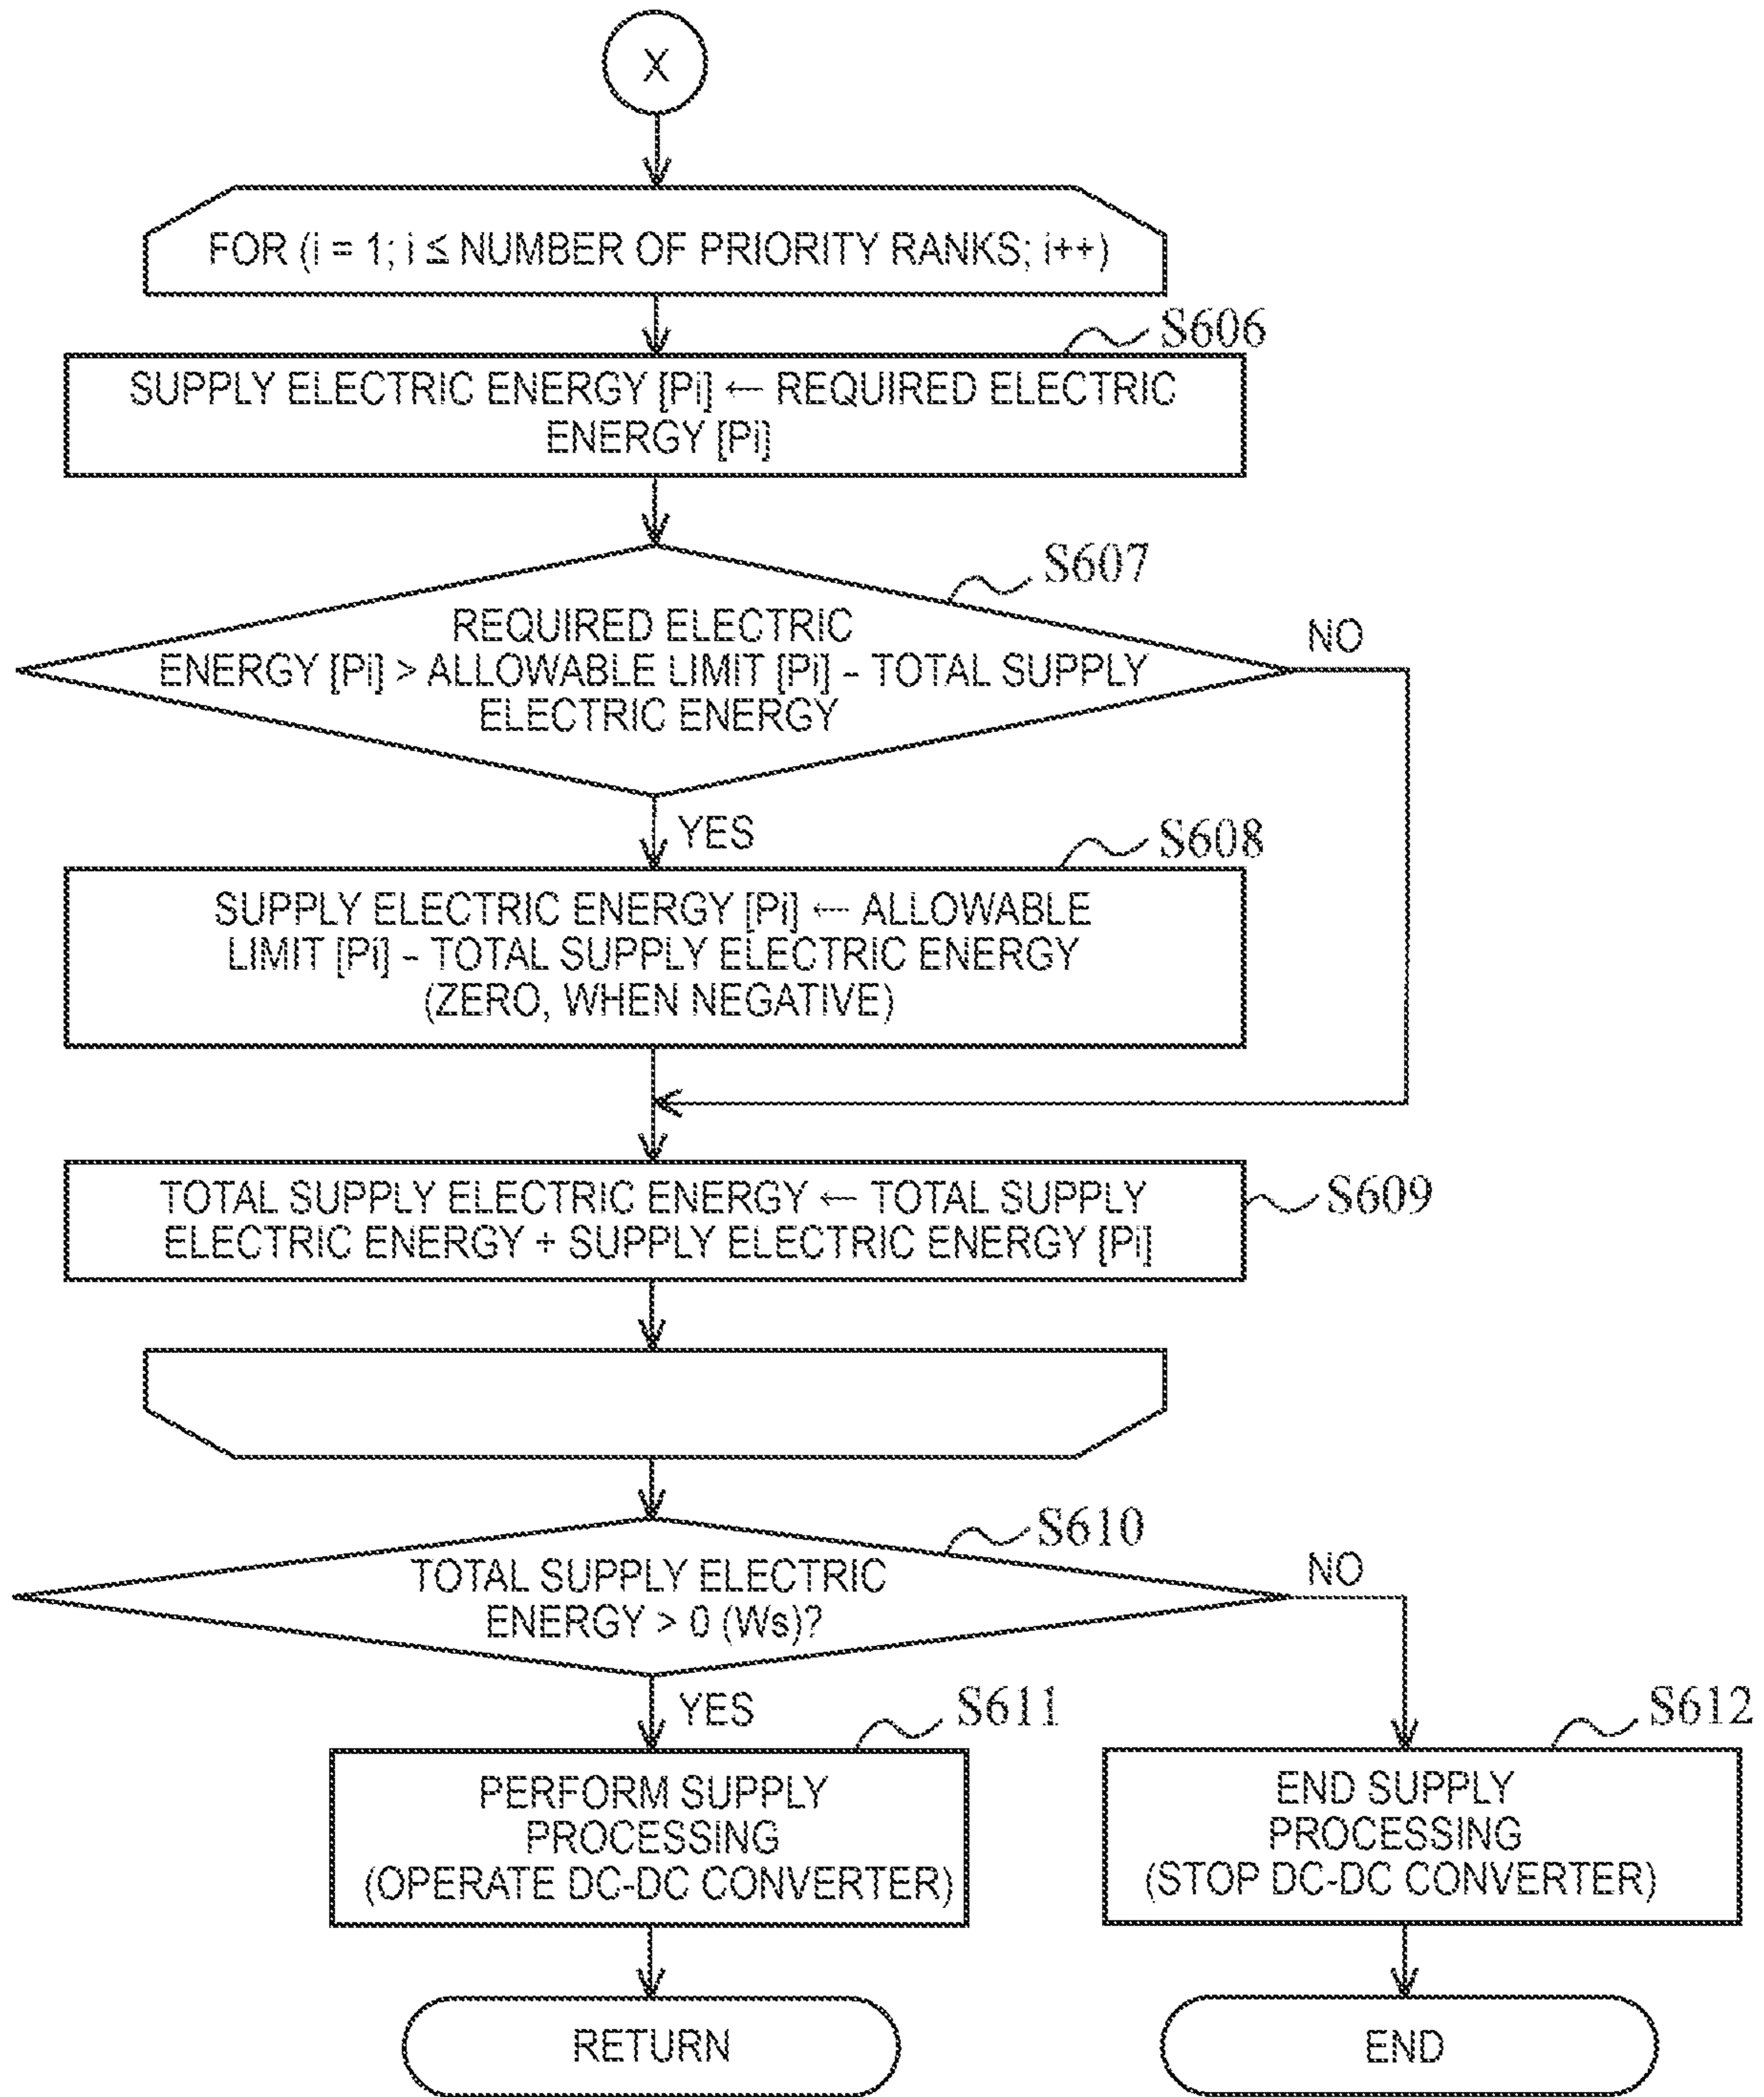 X
FOR (i = 1; i ≤ NUMBER OF PRIORITY RANKS; i++)
S606
SUPPLY ELECTRIC ENERGY [Pi] ← REQUIRED ELECTRIC
ENERGY [Pi]
S607
REQUIRED ELECTRIC
ENERGY [Pi] > ALLOWABLE LIMIT [Pi] – TOTAL SUPPLY
ELECTRIC ENERGY
NO
YES
S608
SUPPLY ELECTRIC ENERGY [Pi] ← ALLOWABLE
LIMIT [Pi] – TOTAL SUPPLY ELECTRIC ENERGY
(ZERO, WHEN NEGATIVE)
TOTAL SUPPLY ELECTRIC ENERGY ← TOTAL SUPPLY
ELECTRIC ENERGY + SUPPLY ELECTRIC ENERGY [Pi]
S609
S610
TOTAL SUPPLY ELECTRIC
ENERGY > 0 (Ws)?
NO
YES
S611
PERFORM SUPPLY
PROCESSING
(OPERATE DC-DC CONVERTER)
S612
END SUPPLY
PROCESSING
(STOP DC-DC CONVERTER)
RETURN
END